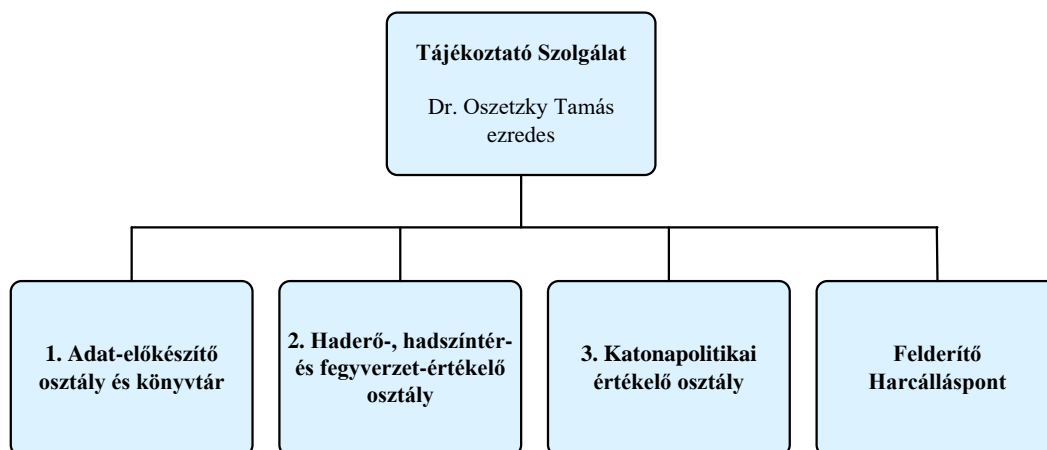 Tájékoztató Szolgálat
Dr. Oszetzky Tamás
ezredes
1. Adat-előkészítő
osztály és könyvtár
2. Haderő-, hadszíntér-
és fegyverzet-értékelő
osztály
3. Katonapolitikai
értékelő osztály
Felderítő
Harcálláspont